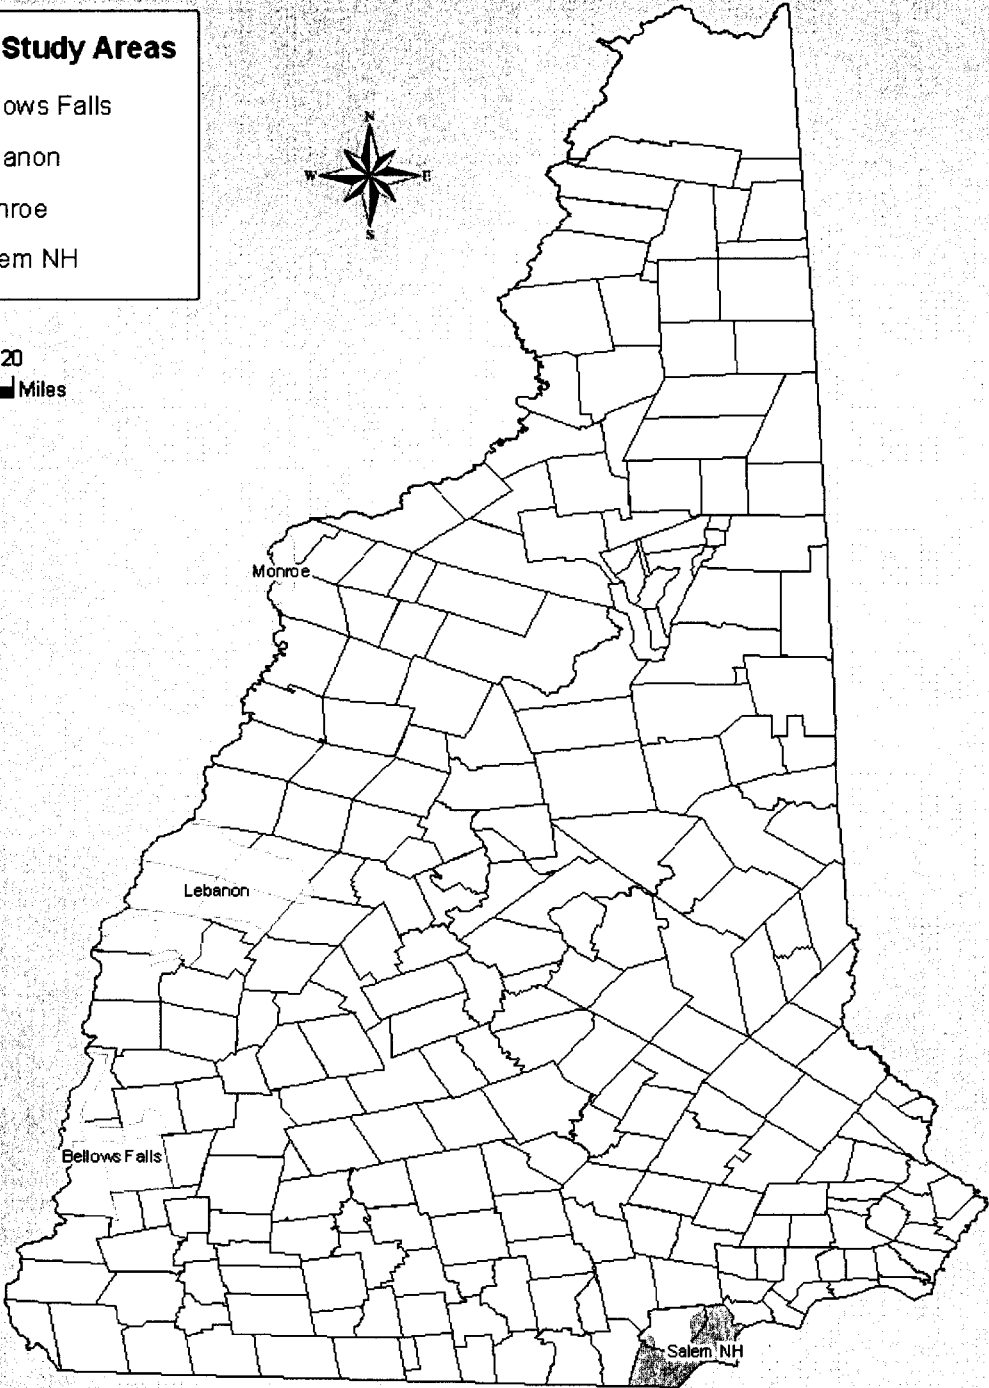 Study Areas
ows Falls
anon
nroe
em NH
20
Miles
N
W E
S
Monroe
Lebanon
Bellows Falls
Salem NH